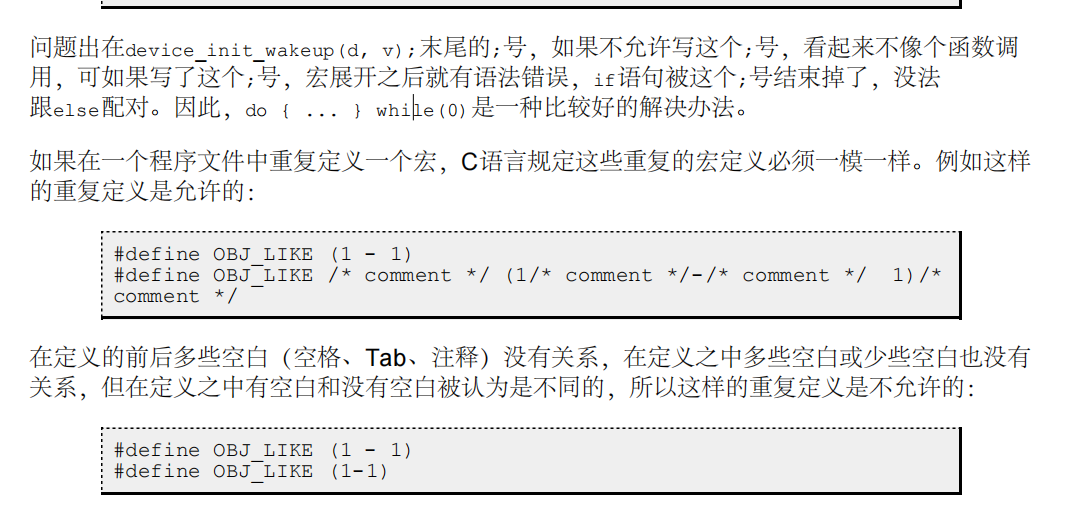 问题出在device_init_wakeup(d, v);末尾的;号，如果不允许写这个;号，看起来不像个函数调
用，可如果写了这个;号，宏展开之后就有语法错误，if语句被这个;号结束掉了，没法
跟else配对。因此，do { ... } while(0)是一种比较好的解决办法。
如果在一个程序文件中重复定义一个宏，C语言规定这些重复的宏定义必须一模一样。例如这样
的重复定义是允许的：
#define OBJ_LIKE (1 - 1)
#define OBJ_LIKE /* comment */ (1/* comment */-/* comment */  1)/*
comment */
在定义的前后多些空白（空格、Tab、注释）没有关系，在定义之中多些空白或少些空白也没有
关系，但在定义之中有空白和没有空白被认为是不同的，所以这样的重复定义是不允许的：
#define OBJ_LIKE (1 - 1)
#define OBJ_LIKE (1-1)